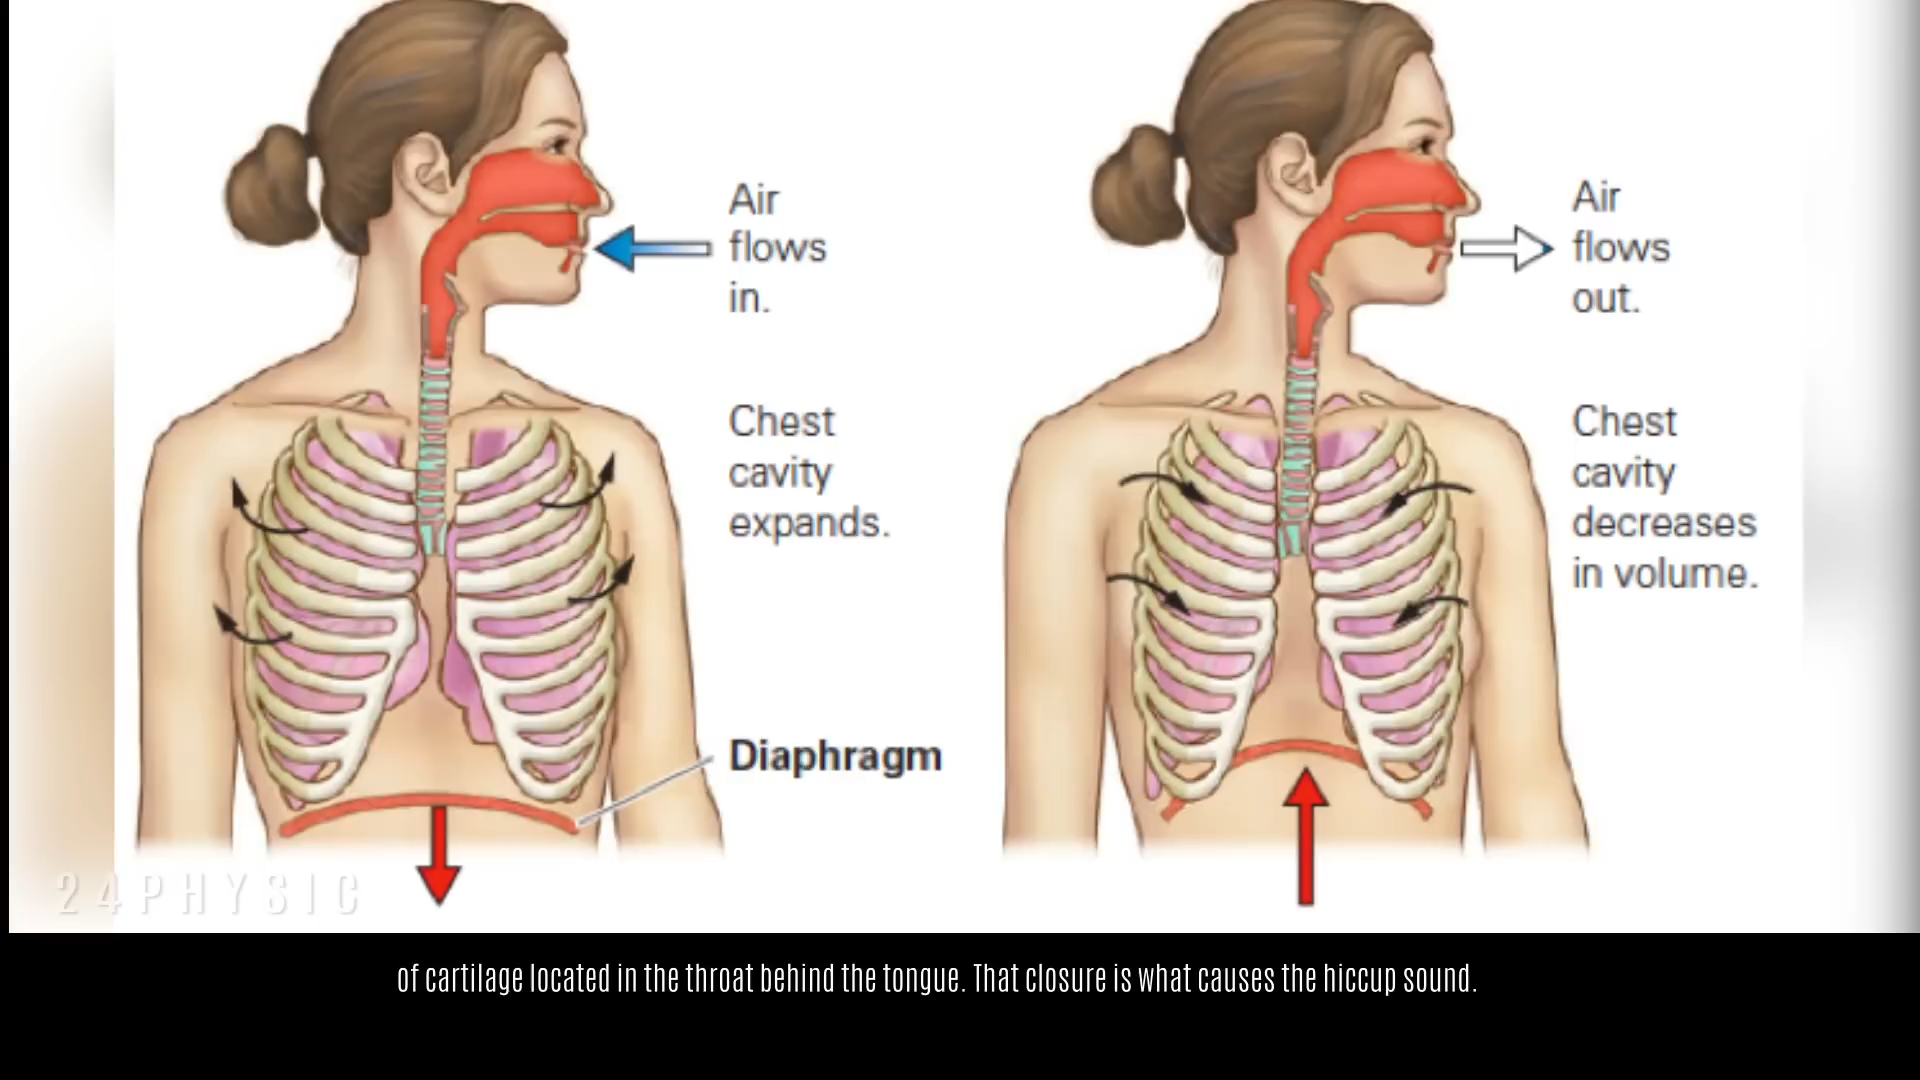 Air
flows
in.
Chest
cavity
expands.
Diaphragm
Air
flows
out.
Chest
cavity
decreases
in volume.
24PHYSIC
of cartilage located in the throat behind the tongue. That closure is what causes the hiccup sound.